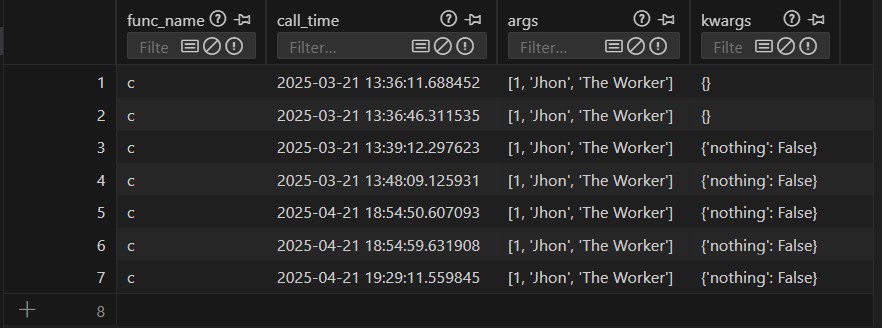 func_name call_time args kwargs
Filte Filter... Filter... Filte
1 c 2025-03-21 13:36:11.688452 [1, 'Jhon', 'The Worker'] {}
2 c 2025-03-21 13:36:46.311535 [1, 'Jhon', 'The Worker'] {}
3 c 2025-03-21 13:39:12.297623 [1, 'Jhon', 'The Worker'] {'nothing': False}
4 c 2025-03-21 13:48:09.125931 [1, 'Jhon', 'The Worker'] {'nothing': False}
5 c 2025-04-21 18:54:50.607093 [1, 'Jhon', 'The Worker'] {'nothing': False}
6 c 2025-04-21 18:54:59.631908 [1, 'Jhon', 'The Worker'] {'nothing': False}
7 c 2025-04-21 19:29:11.559845 [1, 'Jhon', 'The Worker'] {'nothing': False}
8